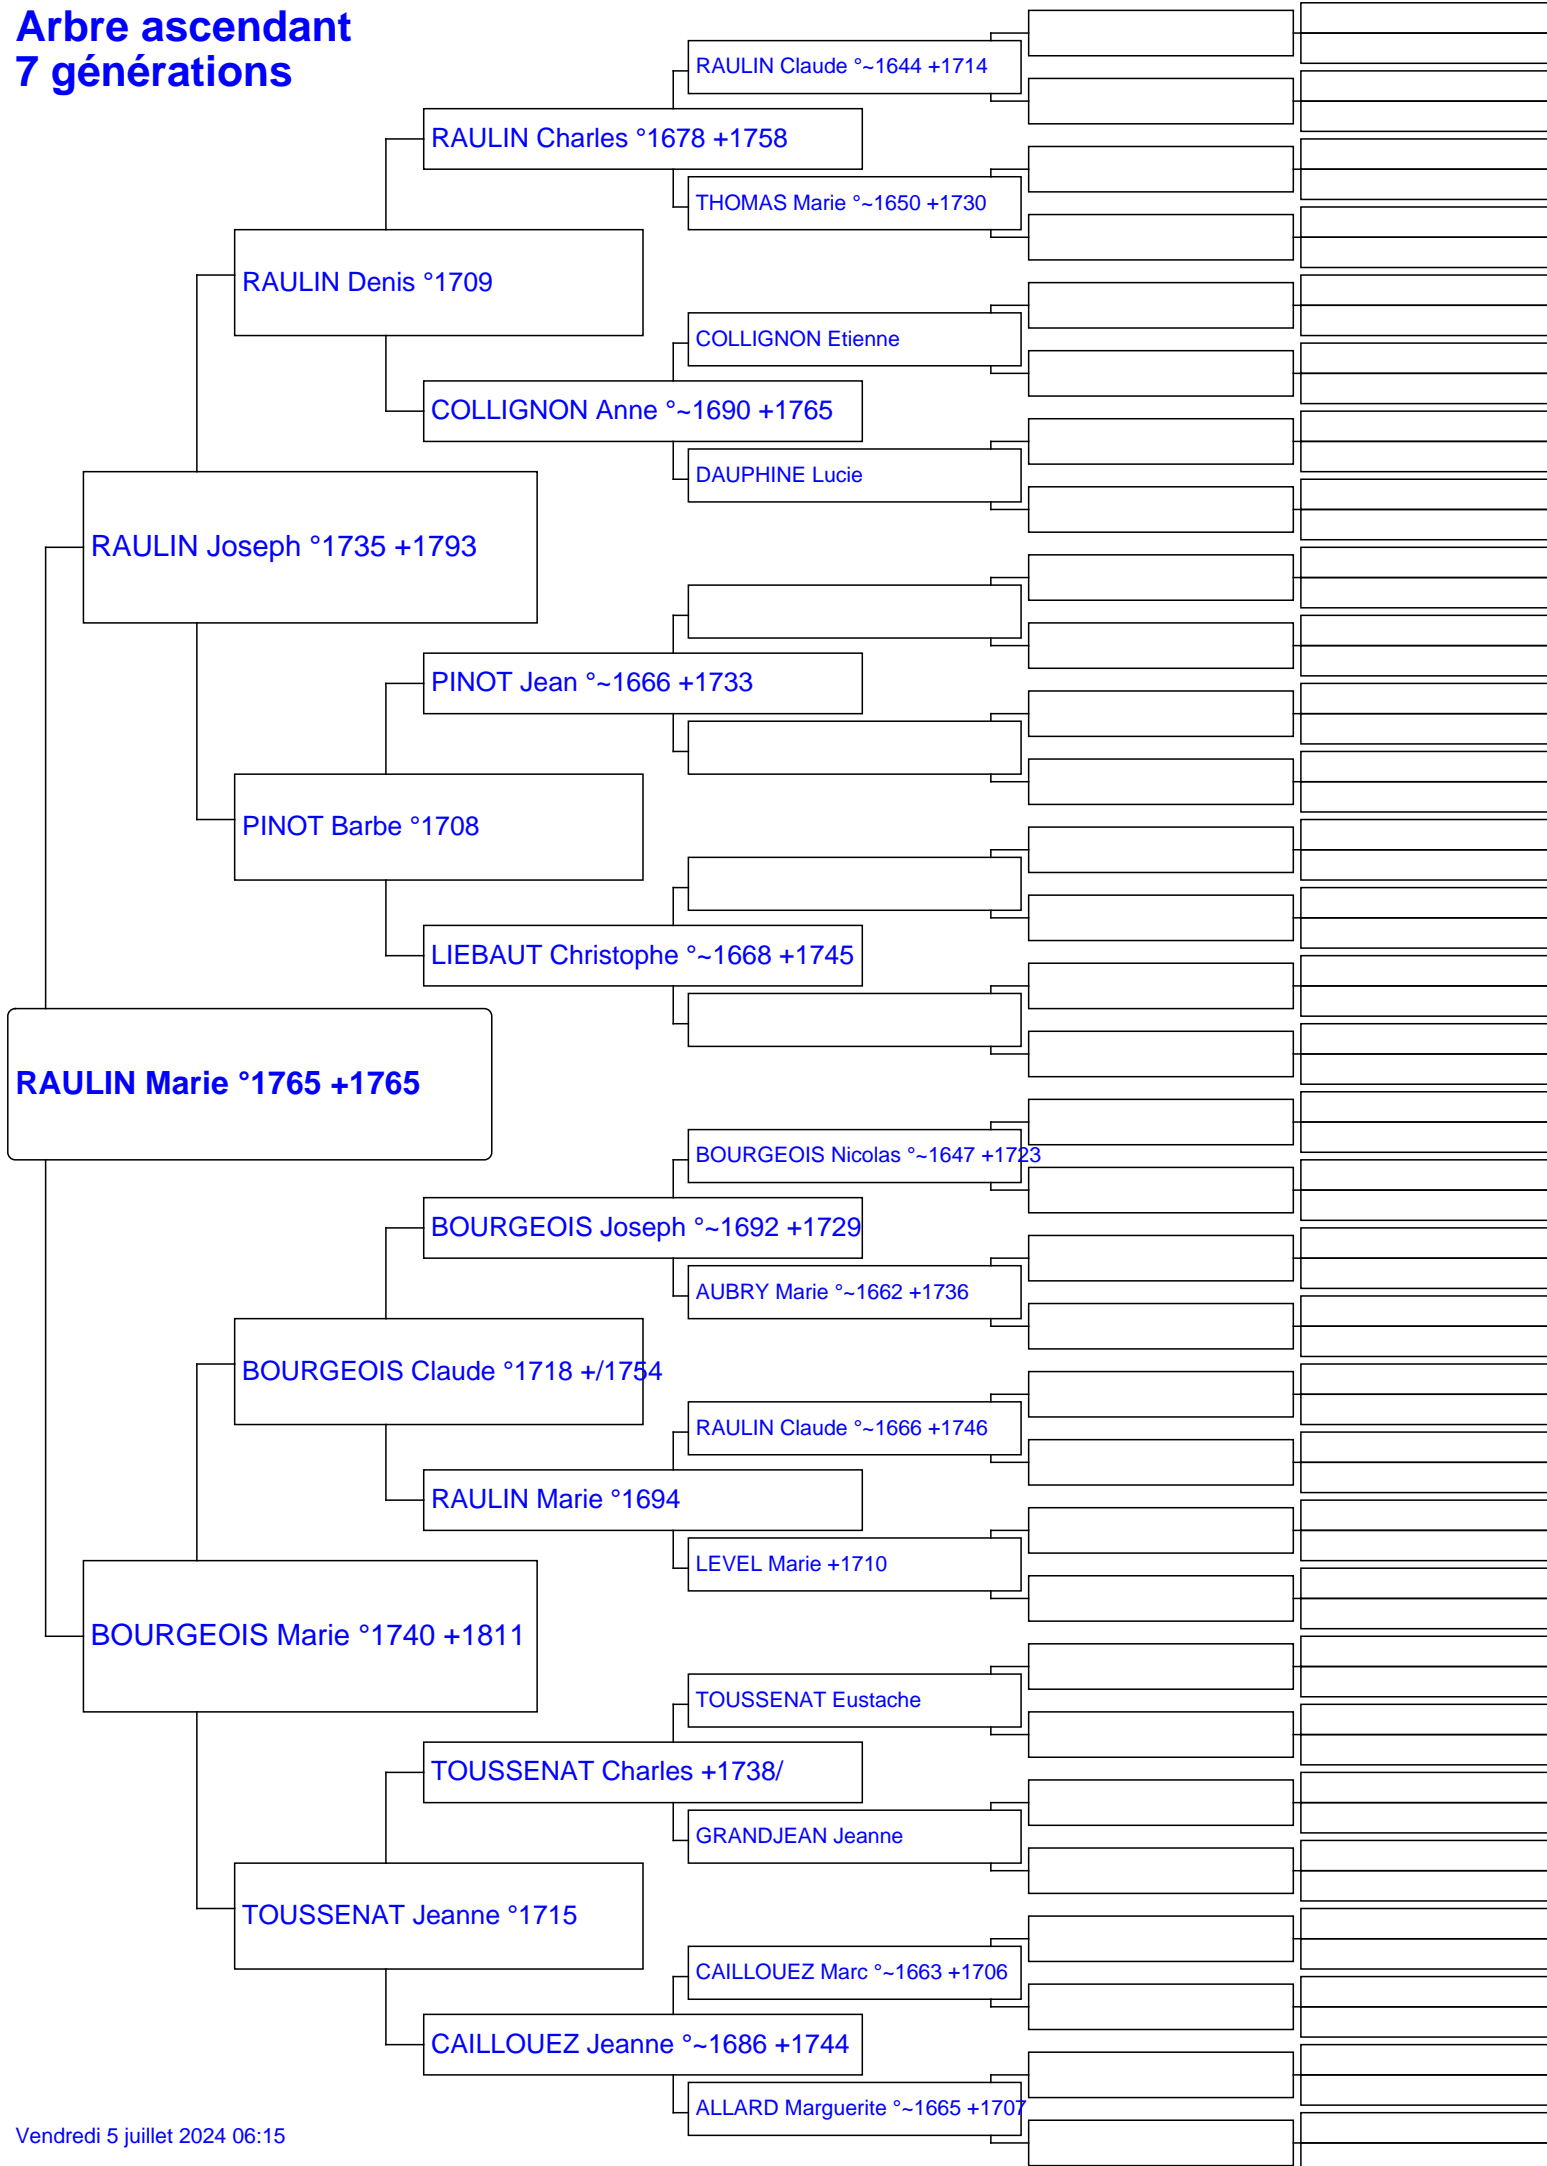 Arbre ascendant
7 générations
RAULIN Claude °~1644 +1714
RAULIN Charles °1678 +1758
THOMAS Marie °~1650 +1730
RAULIN Denis °1709
COLLIGNON Etienne
COLLIGNON Anne °~1690 +1765
DAUPHINE Lucie
RAULIN Joseph °1735 +1793
PINOT Jean °~1666 +1733
PINOT Barbe °1708
LIEBAUT Christophe °~1668 +1745
RAULIN Marie °1765 +1765
BOURGEOIS Nicolas °~1647 +1723
BOURGEOIS Joseph °~1692 +1729
AUBRY Marie °~1662 +1736
BOURGEOIS Claude °1718 +/1754
RAULIN Claude °~1666 +1746
RAULIN Marie °1694
LEVEL Marie +1710
BOURGEOIS Marie °1740 +1811
TOUSSENAT Eustache
TOUSSENAT Charles +1738/
GRANDJEAN Jeanne
TOUSSENAT Jeanne °1715
CAILLOUEZ Marc °~1663 +1706
CAILLOUEZ Jeanne °~1686 +1744
ALLARD Marguerite °~1665 +1707
Vendredi 5 juillet 2024 06:15